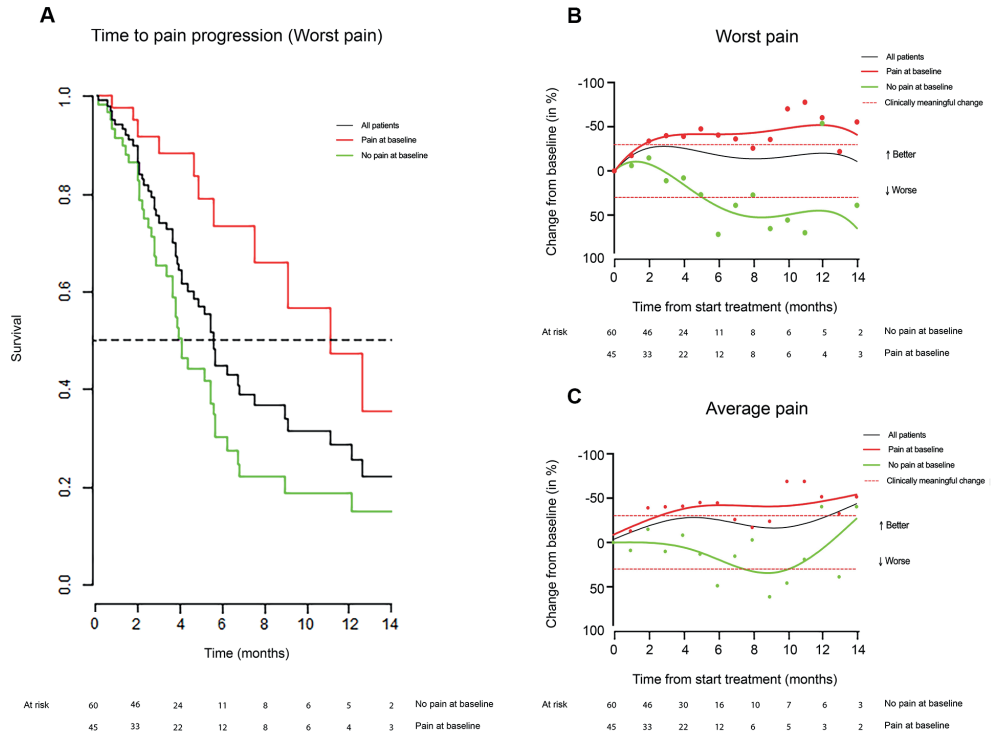 A
Time to pain progression (Worst pain)
All patients
Pain at baseline
No pain at baseline
Survival
1.0
0.8
0.6
0.4
0.2
0.0
0 2 4 6 8 10 12 14
Time (months)
At risk 60 46 24 11 8 6 5 2 No pain at baseline
45 33 22 12 8 6 4 3 Pain at baseline
B
Worst pain
All patients
Pain at baseline
No pain at baseline
Clinically meaningful change
Change from baseline (in %)
-100
-50
0
50
100
↑ Better
↓ Worse
0 2 4 6 8 10 12 14
Time from start treatment (months)
At risk 60 46 24 11 8 6 5 2 No pain at baseline
45 33 22 12 8 6 4 3 Pain at baseline
C
Average pain
All patients
Pain at baseline
No pain at baseline
Clinically meaningful change
Change from baseline (in %)
-100
-50
0
50
100
↑ Better
↓ Worse
0 2 4 6 8 10 12 14
Time from start treatment (months)
At risk 60 46 30 16 10 7 6 3 No pain at baseline
45 33 22 12 6 5 3 2 Pain at baseline